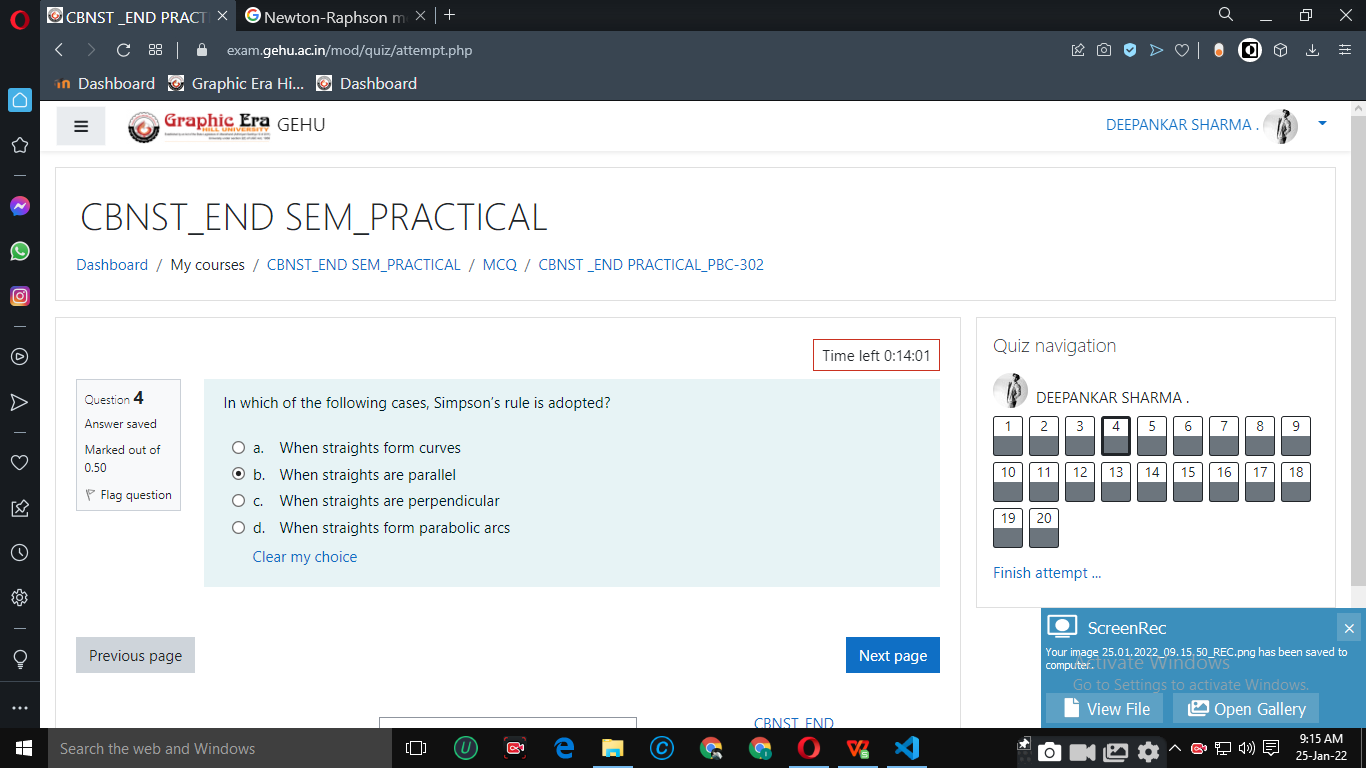 CBNST _END PRACT
Newton-Raphson m
exam.gehu.ac.in/mod/quiz/attempt.php
Dashboard
Graphic Era Hi...
Dashboard
Graphic Era
HILL UNIVERSITY
GEHU
DEEPANKAR SHARMA .
CBNST_END SEM_PRACTICAL
Dashboard / My courses / CBNST_END SEM_PRACTICAL / MCQ / CBNST _END PRACTICAL_PBC-302
Time left 0:14:01
Question 4
Answer saved
Marked out of
0.50
Flag question
In which of the following cases, Simpson’s rule is adopted?
a. When straights form curves
b. When straights are parallel
c. When straights are perpendicular
d. When straights form parabolic arcs
Clear my choice
Previous page
Next page
CBNST_END
Quiz navigation
DEEPANKAR SHARMA .
1 2 3 4 5 6 7 8 9
10 11 12 13 14 15 16 17 18
19 20
Finish attempt ...
ScreenRec
Your image 25.01.2022_09.15.50_REC.png has been saved to
computer.
Activate Windows
Go to Settings to activate Windows.
View File
Open Gallery
Search the web and Windows
9:15 AM
25-Jan-22